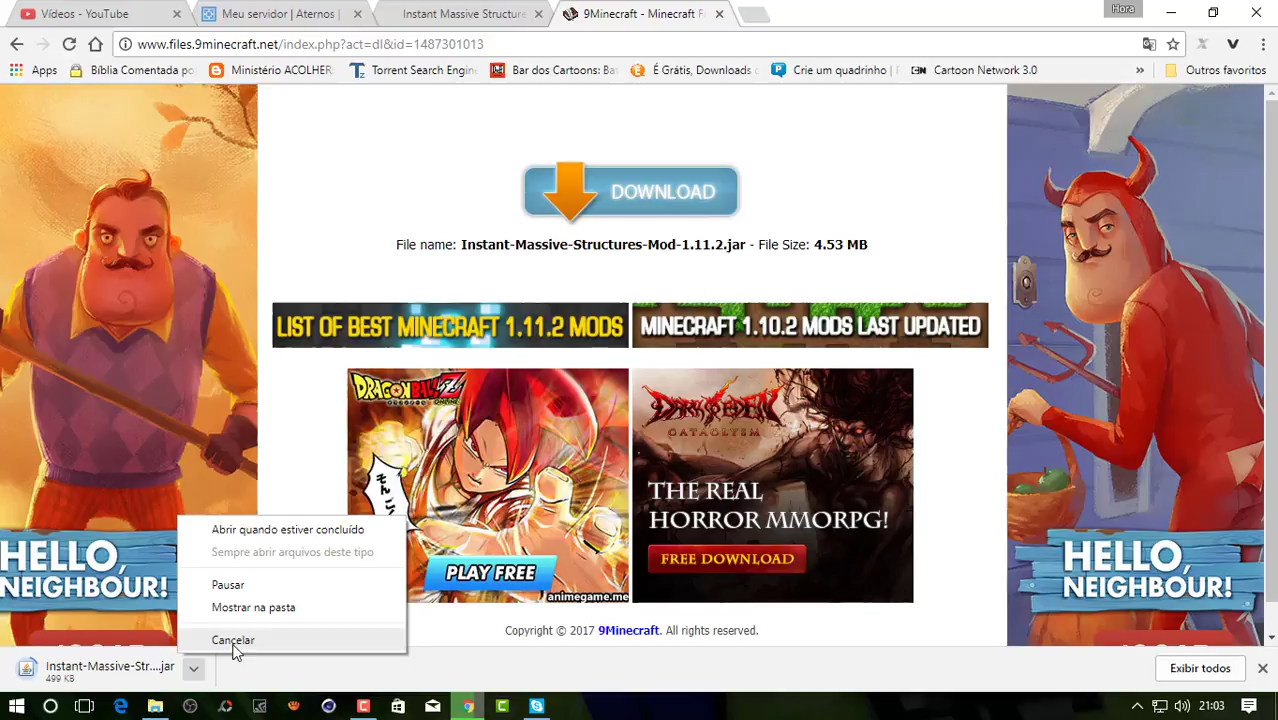 Vídeos - YouTube
Meu servidor | Aternos |
Instant Massive Structure
9Minecraft - Minecraft F
Hora
www.files.9minecraft.net/index.php?act=dl&id=1487301013
Apps
Bíblia Comentada po
Ministério ACOLHER
Torrent Search Engin
Bar dos Cartoons: Ba
É Grátis, Downloads
Crie um quadrinho |
Cartoon Network 3.0
»
Outros favoritos
DOWNLOAD
File name: Instant-Massive-Structures-Mod-1.11.2.jar - File Size: 4.53 MB
LIST OF BEST MINECRAFT 1.11.2 MODS
MINECRAFT 1.10.2 MODS LAST UPDATED
DRAGONBALL Z
ONLINE
PLAY FREE
animegame.me
DARK EDEN
CATACLYSM
THE REAL
HORROR MMORPG!
FREE DOWNLOAD
HELLO,
NEIGHBOUR!
HELLO,
NEIGHBOUR!
Abrir quando estiver concluído
Sempre abrir arquivos deste tipo
Pausar
Mostrar na pasta
Cancelar
Copyright © 2017 9Minecraft. All rights reserved.
Instant-Massive-Str....jar
499 KB
Exibir todos
21:03